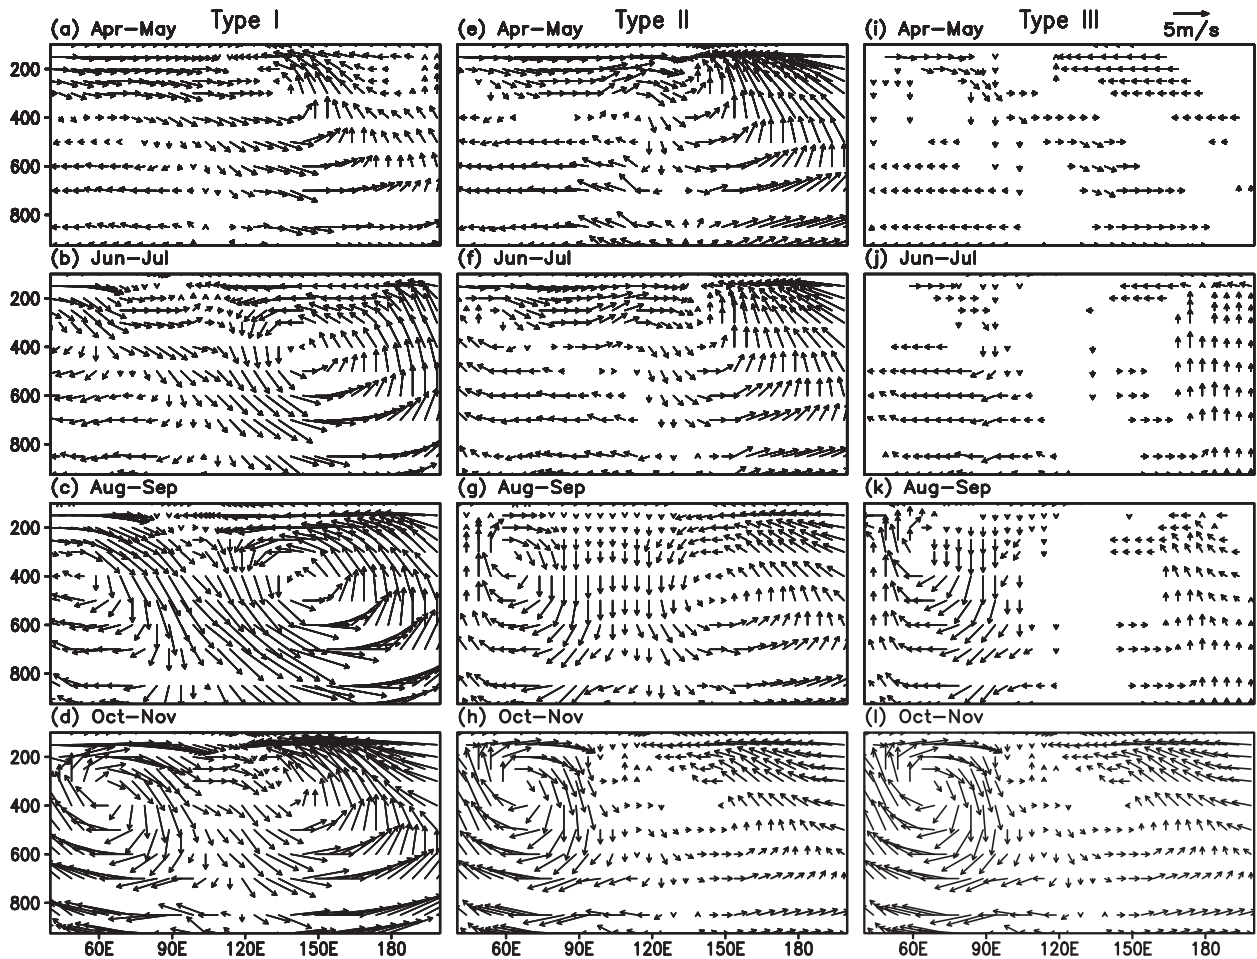 Type I
Type II
Type III
5m/s
(a) Apr-May
(e) Apr-May
(i) Apr-May
200
400
600
800
(b) Jun-Jul
(f) Jun-Jul
(j) Jun-Jul
200
400
600
800
(c) Aug-Sep
(g) Aug-Sep
(k) Aug-Sep
200
400
600
800
(d) Oct-Nov
(h) Oct-Nov
(l) Oct-Nov
200
400
600
800
60E 90E 120E 150E 180
60E 90E 120E 150E 180
60E 90E 120E 150E 180